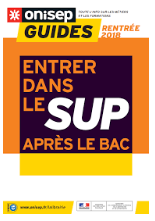 onisep
TOUTE L'INFO SUR LES MÉTIERS
ET LES FORMATIONS
GUIDES
RENTRÉE
2018
ENTRER
DANS
LE SUP
APRÈS LE BAC
www.onisep.fr/